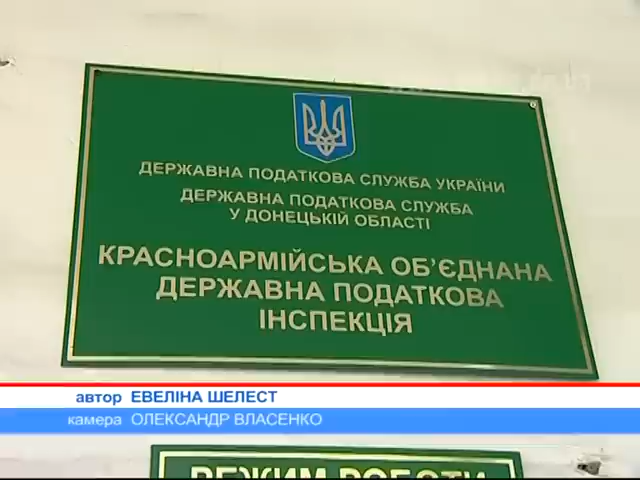 ДЕРЖАВНА ПОДАТКОВА СЛУЖБА УКРАЇНИ
ДЕРЖАВНА ПОДАТКОВА СЛУЖБА
У ДОНЕЦЬКІЙ ОБЛАСТІ
КРАСНОАРМІЙСЬКА ОБ’ЄДНАНА
ДЕРЖАВНА ПОДАТКОВА
ІНСПЕКЦІЯ
автор ЕВЕЛІНА ШЕЛЕСТ
камера ОЛЕКСАНДР ВЛАСЕНКО
РЕЖИМ РОБОТИ